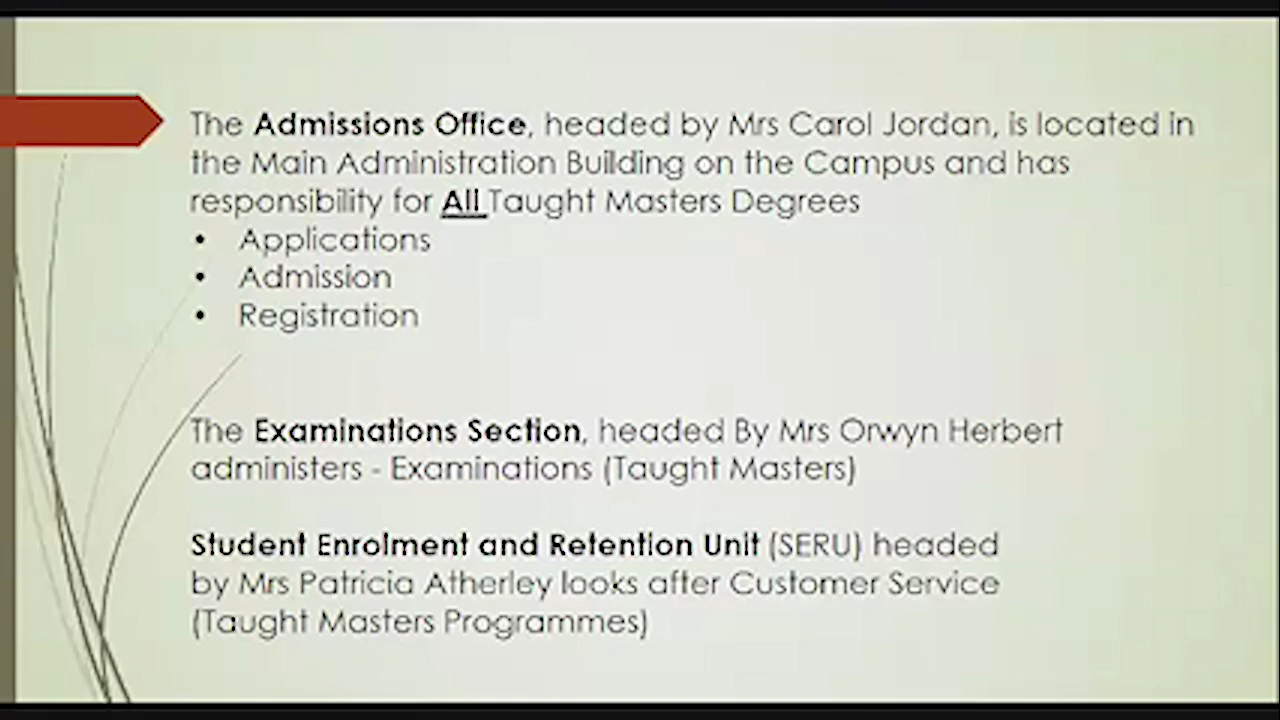 The Admissions Office, headed by Mrs Carol Jordan, is located in
the Main Administration Building on the Campus and has
responsibility for All Taught Masters Degrees
• Applications
• Admission
• Registration
The Examinations Section, headed By Mrs Orwyn Herbert
administers - Examinations (Taught Masters)
Student Enrolment and Retention Unit (SERU) headed
by Mrs Patricia Atherley looks after Customer Service
(Taught Masters Programmes)